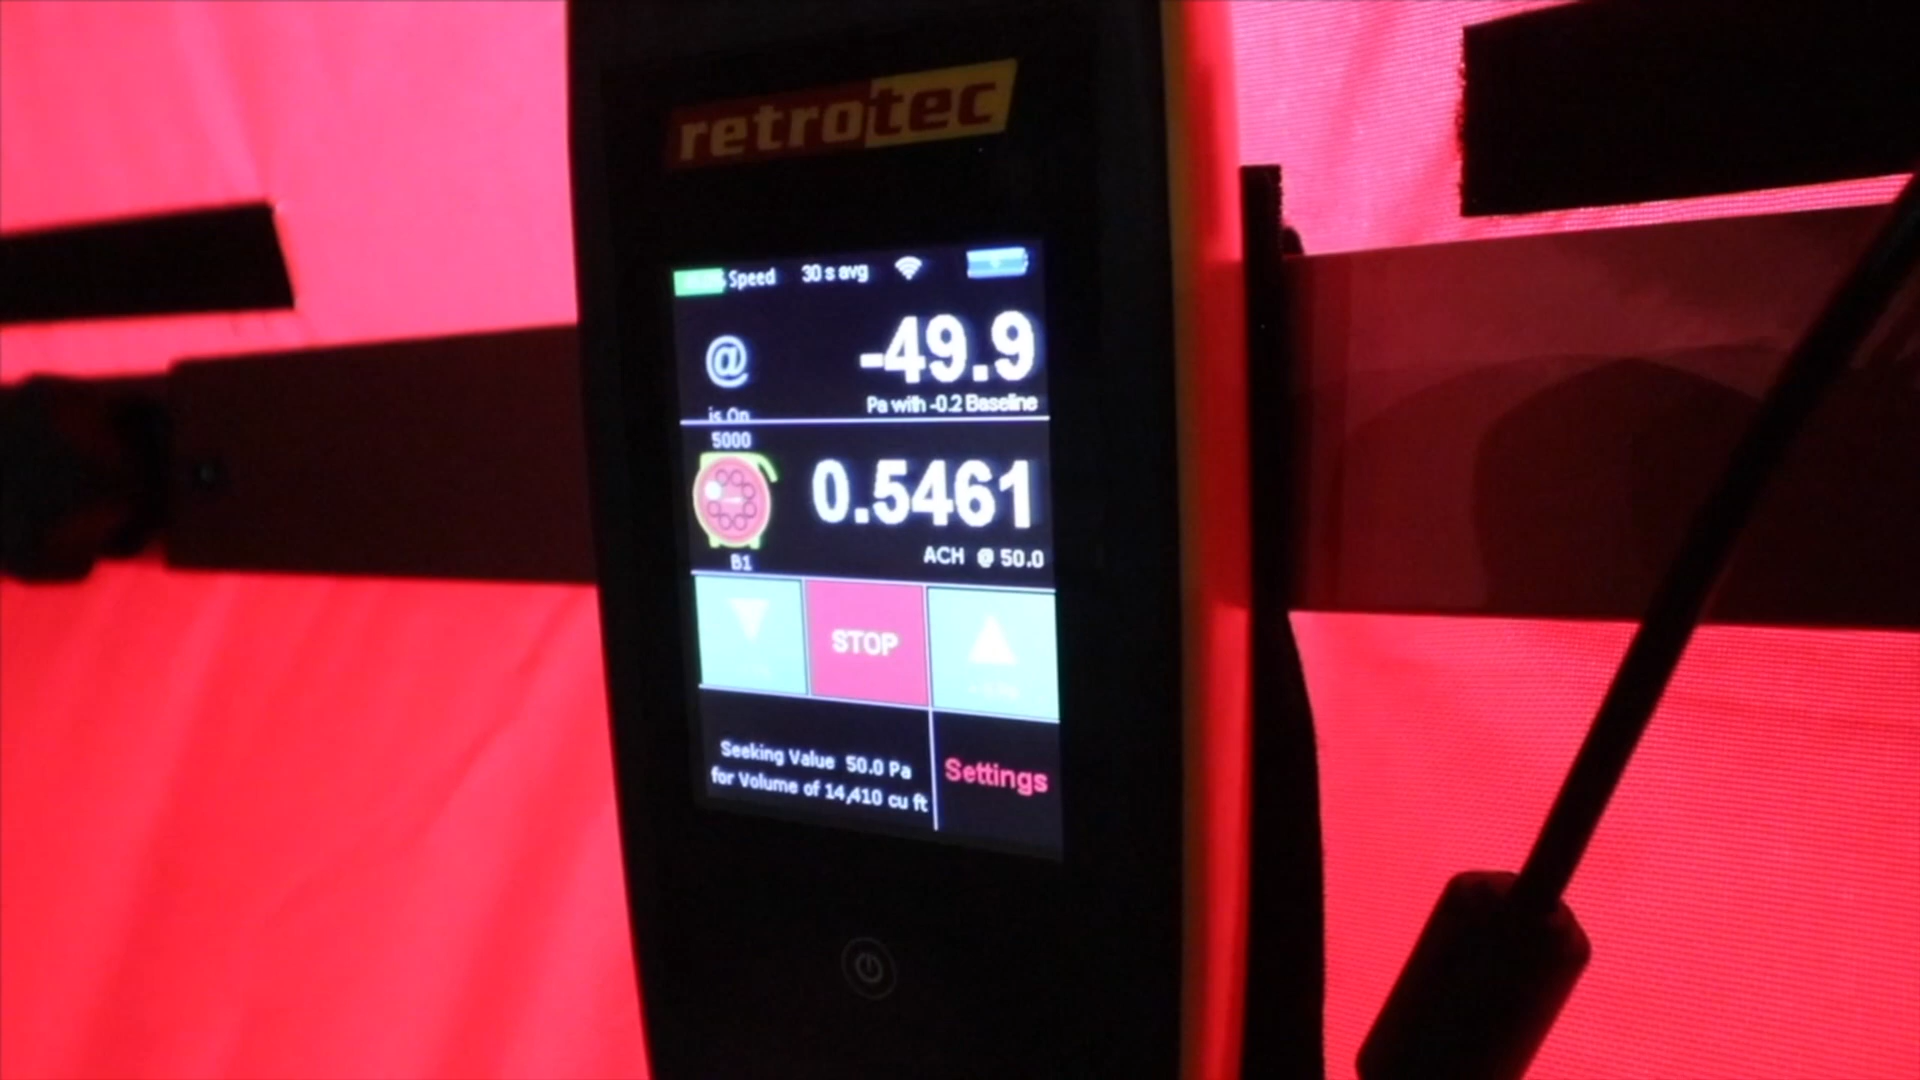 retrotec
Speed 30 s avg
-49.9
@
Pa with -0.2 Baseline
is On
5000
0.5461
B1
ACH @ 50.0
STOP
Seeking Value 50.0 Pa
for Volume of 14,410 cu ft
Settings